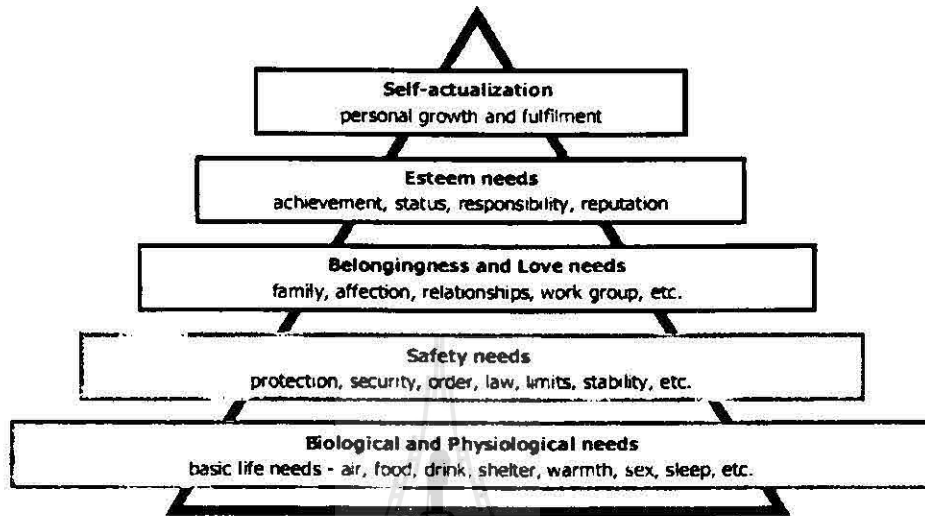 Self-actualization
personal growth and fulfilment
Esteem needs
achievement, status, responsibility, reputation
Belongingness and Love needs
family, affection, relationships, work group, etc.
Safety needs
protection, security, order, law, limits, stability, etc.
Biological and Physiological needs
basic life needs - air, food, drink, shelter, warmth, sex, sleep, etc.